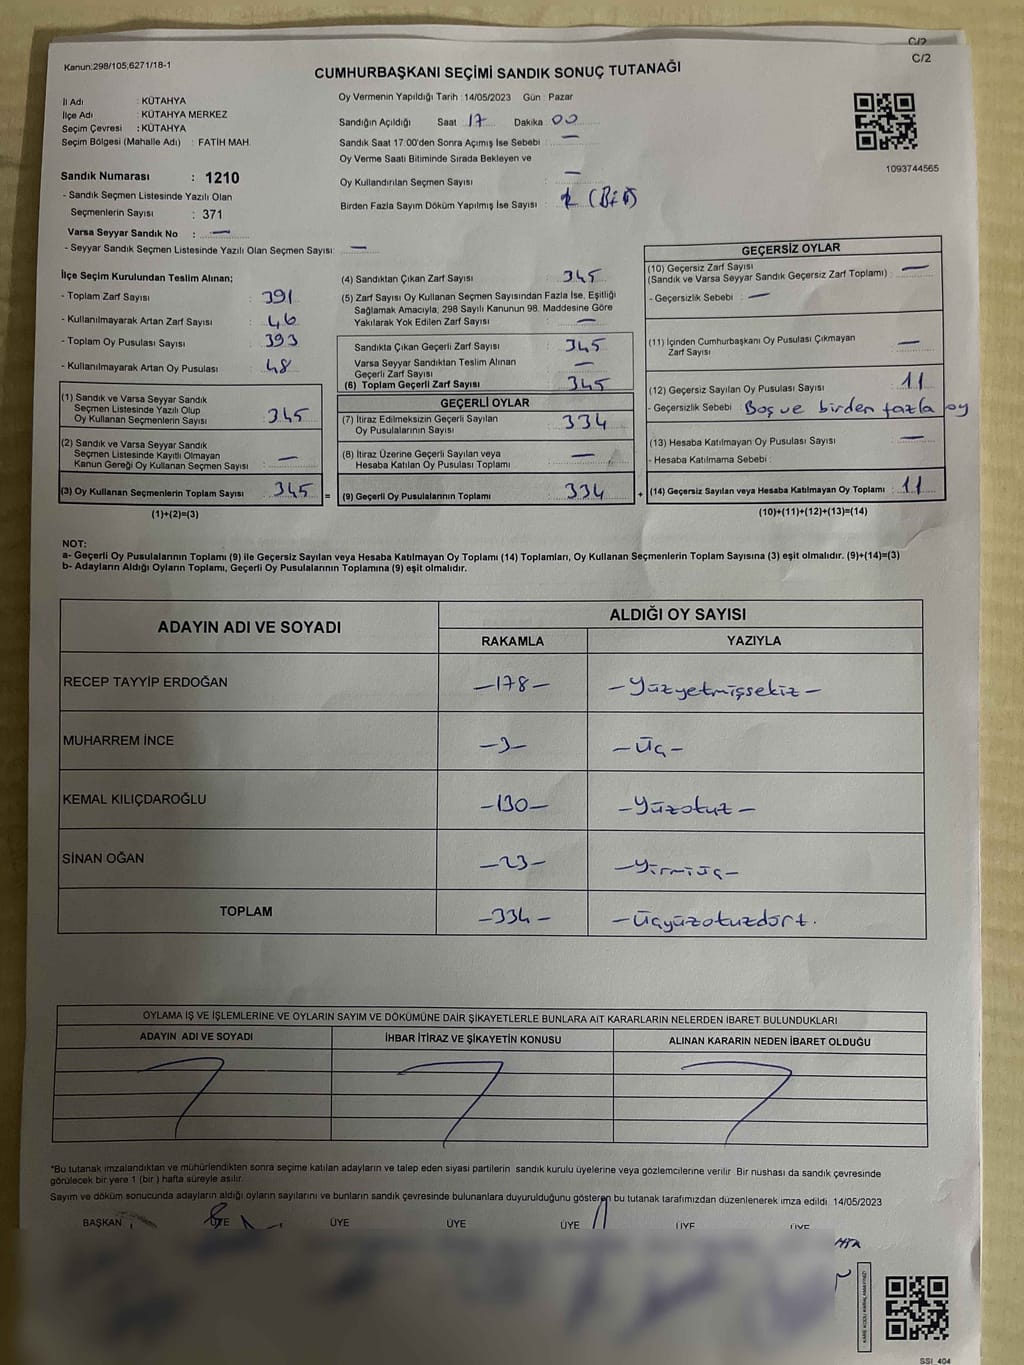 C/2
Kanun:298/105,6271/18-1
C/2
CUMHURBAŞKANI SEÇİMİ SANDIK SONUÇ TUTANAĞI
İl Adı : KÜTAHYA
İlçe Adı : KÜTAHYA MERKEZ
Seçim Çevresi : KÜTAHYA
Seçim Bölgesi (Mahalle Adı) : FATİH MAH.
Oy Vermenin Yapıldığı Tarih : 14/05/2023 Gün : Pazar
Sandığın Açıldığı Saat 17 Dakika 00
Sandık Saat 17:00'den Sonra Açımış İse Sebebi : —
Oy Verme Saati Bitiminde Sırada Bekleyen ve
Oy Kullandırılan Seçmen Sayısı : —
Birden Fazla Sayım Döküm Yapılmış İse Sayısı : 1 (Bir)
1093744565
Sandık Numarası : 1210
- Sandık Seçmen Listesinde Yazılı Olan
Seçmenlerin Sayısı : 371
Varsa Seyyar Sandık No : —
- Seyyar Sandık Seçmen Listesinde Yazılı Olan Seçmen Sayısı: —
İlçe Seçim Kurulundan Teslim Alınan;
- Toplam Zarf Sayısı : 391
- Kullanılmayarak Artan Zarf Sayısı : 46
- Toplam Oy Pusulası Sayısı : 393
- Kullanılmayarak Artan Oy Pusulası : 48
(1) Sandık ve Varsa Seyyar Sandık
Seçmen Listesinde Yazılı Olup
Oy Kullanan Seçmenlerin Sayısı : 345
(2) Sandık ve Varsa Seyyar Sandık
Seçmen Listesinde Kayıtlı Olmayan
Kanun Gereği Oy Kullanan Seçmen Sayısı : —
(3) Oy Kullanan Seçmenlerin Toplam Sayısı : 345 =
(1)+(2)=(3)
(4) Sandıktan Çıkan Zarf Sayısı : 345
(5) Zarf Sayısı Oy Kullanan Seçmen Sayısından Fazla İse, Eşitliği
Sağlamak Amacıyla, 298 Sayılı Kanunun 98. Maddesine Göre
Yakılarak Yok Edilen Zarf Sayısı : —
Sandıkta Çıkan Geçerli Zarf Sayısı : 345
Varsa Seyyar Sandıktan Teslim Alınan
Geçerli Zarf Sayısı : —
(6) Toplam Geçerli Zarf Sayısı : 345
GEÇERLİ OYLAR
(7) İtiraz Edilmeksizin Geçerli Sayılan
Oy Pusulalarının Sayısı : 334
(8) İtiraz Üzerine Geçerli Sayılan veya
Hesaba Katılan Oy Pusulası Toplamı : —
(9) Geçerli Oy Pusulalarının Toplamı : 334 +
GEÇERSİZ OYLAR
(10) Geçersiz Zarf Sayısı
(Sandık ve Varsa Seyyar Sandık Geçersiz Zarf Toplamı) : —
- Geçersizlik Sebebi : —
(11) İçinden Cumhurbaşkanı Oy Pusulası Çıkmayan
Zarf Sayısı : —
(12) Geçersiz Sayılan Oy Pusulası Sayısı : 11
- Geçersizlik Sebebi : Boş ve birden fazla oy
(13) Hesaba Katılmayan Oy Pusulası Sayısı : —
- Hesaba Katılmama Sebebi :
(14) Geçersiz Sayılan veya Hesaba Katılmayan Oy Toplamı : 11
(10)+(11)+(12)+(13)=(14)
NOT:
a- Geçerli Oy Pusulalarının Toplamı (9) ile Geçersiz Sayılan veya Hesaba Katılmayan Oy Toplamı (14) Toplamları, Oy Kullanan Seçmenlerin Toplam Sayısına (3) eşit olmalıdır. (9)+(14)=(3)
b- Adayların Aldığı Oyların Toplamı, Geçerli Oy Pusulalarının Toplamına (9) eşit olmalıdır.
ADAYIN ADI VE SOYADI ALDIĞI OY SAYISI
RAKAMLA YAZIYLA
RECEP TAYYİP ERDOĞAN —178— —Yüzyetmişsekiz—
MUHARREM İNCE —3— —Üç—
KEMAL KILIÇDAROĞLU —130— —Yüzotuz—
SİNAN OĞAN —23— —Yirmiüç—
TOPLAM —334— —Üçyüzotuzdört.
OYLAMA İŞ VE İŞLEMLERİNE VE OYLARIN SAYIM VE DÖKÜMÜNE DAİR ŞİKAYETLERLE BUNLARA AİT KARARLARIN NELERDEN İBARET BULUNDUKLARI
ADAYIN ADI VE SOYADI İHBAR İTİRAZ VE ŞİKAYETİN KONUSU ALINAN KARARIN NEDEN İBARET OLDUĞU
*Bu tutanak imzalandıktan ve mühürlendikten sonra seçime katılan adayların ve talep eden siyasi partilerin sandık kurulu üyelerine veya gözlemcilerine verilir Bir nushası da sandık çevresinde
görülecek bir yere 1 (bir) hafta süreyle asılır.
Sayım ve döküm sonucunda adayların aldığı oyların sayılarını ve bunların sandık çevresinde bulunanlara duyurulduğunu gösteren bu tutanak tarafımızdan düzenlenerek imza edildi 14/05/2023
BAŞKAN ÜYE ÜYE ÜYE ÜYE ÜYE ÜYE
SSİ 404